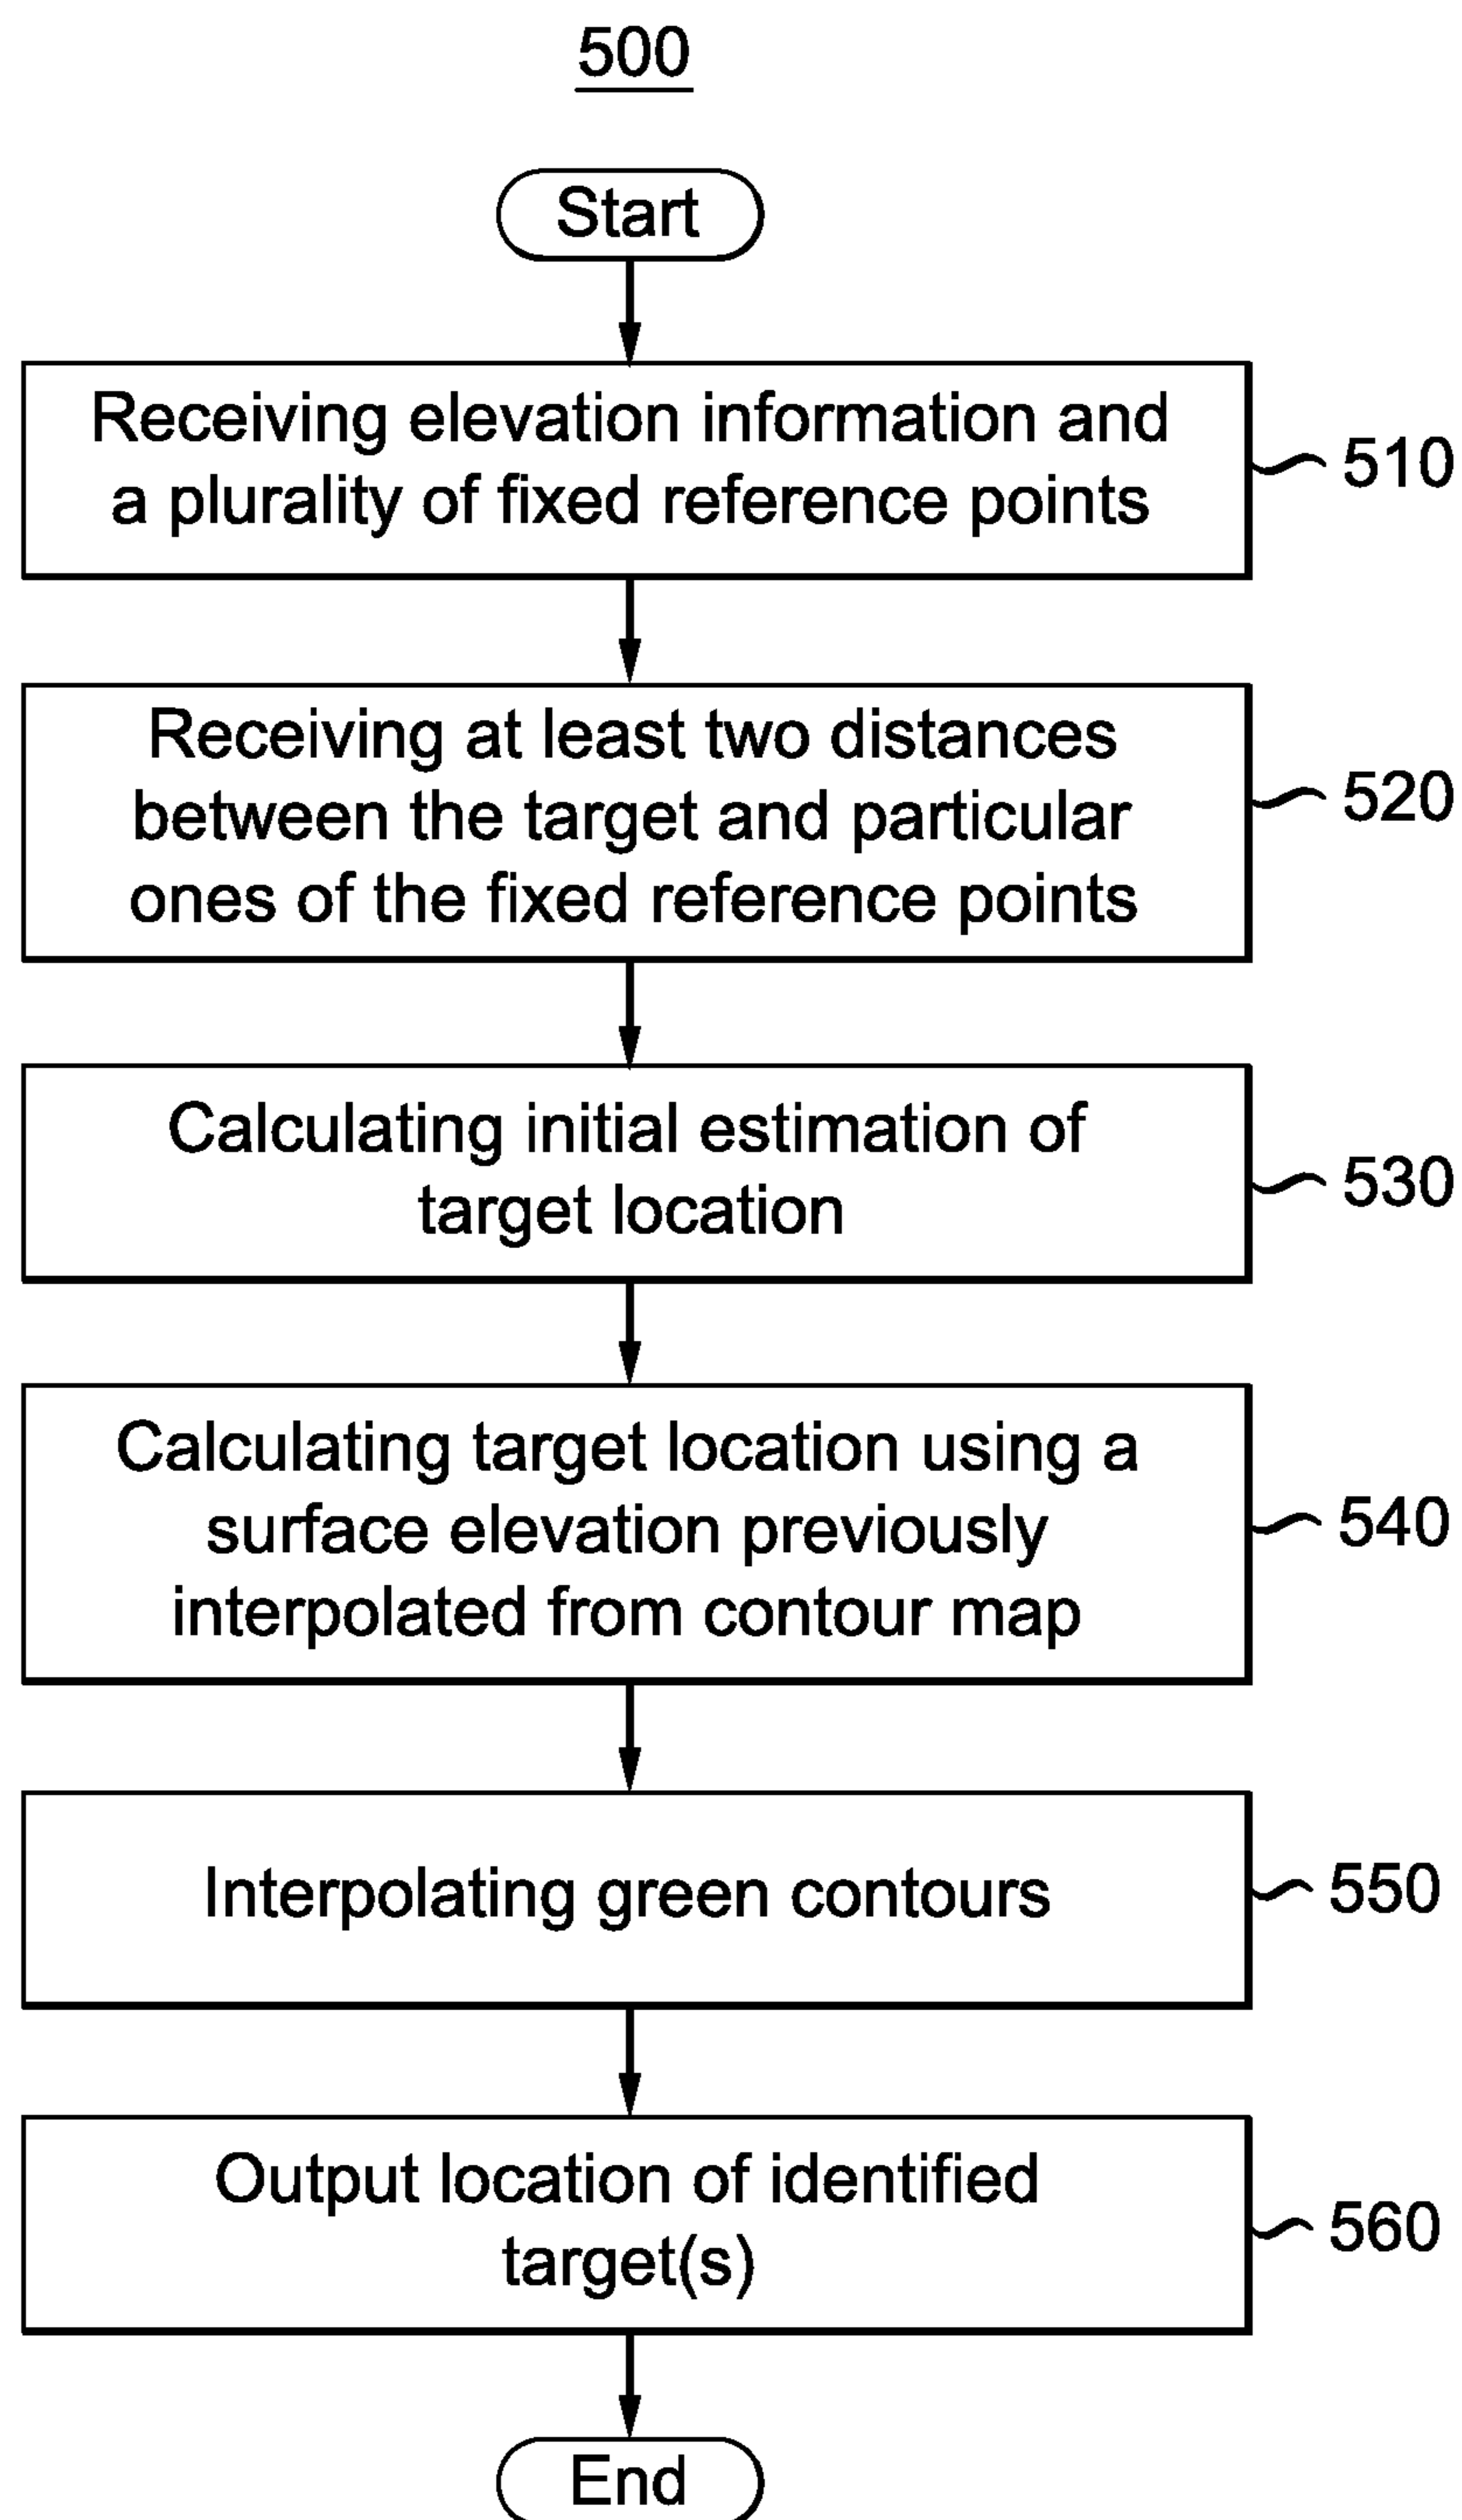 500
Start
Receiving elevation information and
a plurality of fixed reference points
510
Receiving at least two distances
between the target and particular
ones of the fixed reference points
520
Calculating initial estimation of
target location
530
Calculating target location using a
surface elevation previously
interpolated from contour map
540
Interpolating green contours
550
Output location of identified
target(s)
560
End